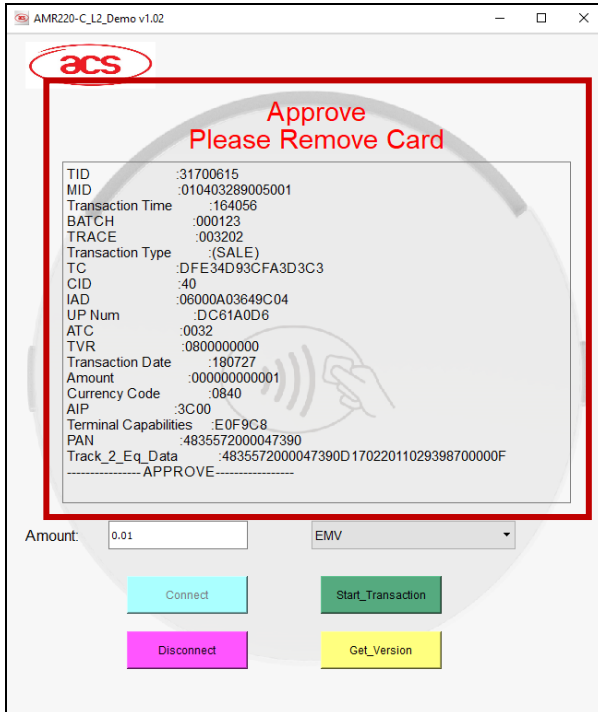 AMR220-C_L2_Demo v1.02
acs
Approve
Please Remove Card
TID :31700615
MID :010403289005001
Transaction Time :164056
BATCH :000123
TRACE :003202
Transaction Type :(SALE)
TC :DFE34D93CFA3D3C3
CID :40
IAD :06000A03649C04
UP Num :DC61A0D6
ATC :0032
TVR :0800000000
Transaction Date :180727
Amount :000000000001
Currency Code :0840
AIP :3C00
Terminal Capabilities :E0F9C8
PAN :4835572000047390
Track_2_Eq_Data :4835572000047390D17022011029398700000F
---------------- APPROVE-----------------
Amount: 0.01 EMV
Connect Start_Transaction
Disconnect Get_Version